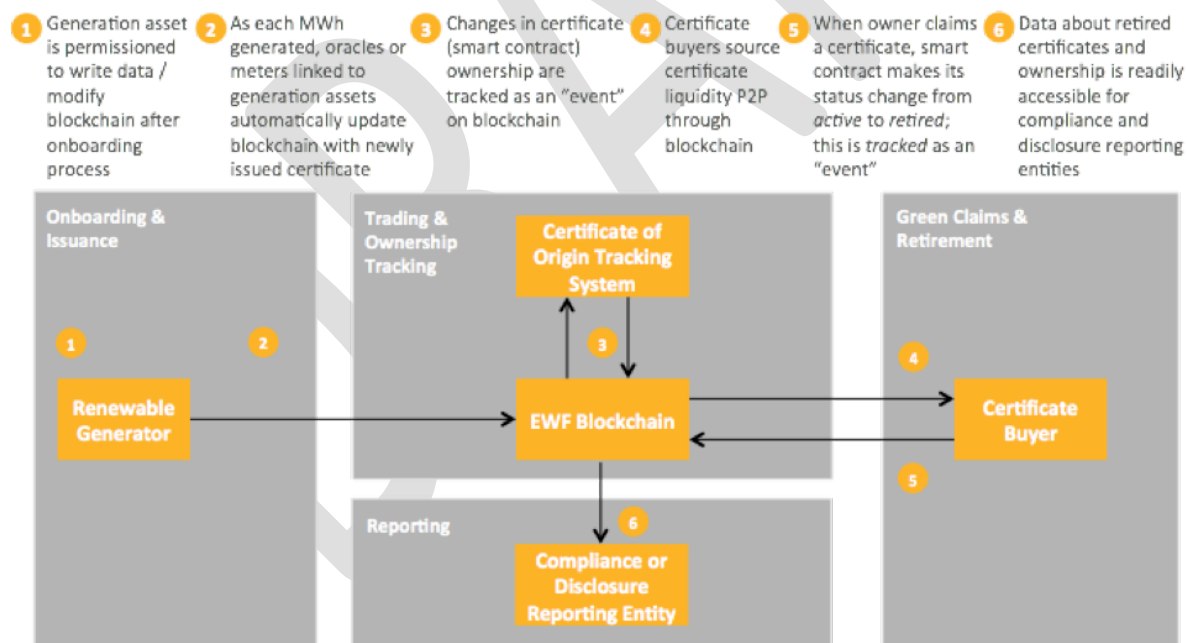 1 Generation asset
is permissioned
to write data /
modify
blockchain after
onboarding
process
2 As each MWh
generated, oracles or
meters linked to
generation assets
automatically update
blockchain with newly
issued certificate
3 Changes in certificate
(smart contract)
ownership are
tracked as an “event”
on blockchain
4 Certificate
buyers source
certificate
liquidity P2P
through
blockchain
5 When owner claims
a certificate, smart
contract makes its
status change from
active to retired;
this is tracked as an
“event”
6 Data about retired
certificates and
ownership is readily
accessible for
compliance and
disclosure reporting
entities
Onboarding &
Issuance
1
2
Renewable
Generator
Trading &
Ownership
Tracking
Certificate of
Origin Tracking
System
3
EWF Blockchain
Green Claims &
Retirement
4
Certificate
Buyer
5
Reporting
6
Compliance or
Disclosure
Reporting Entity